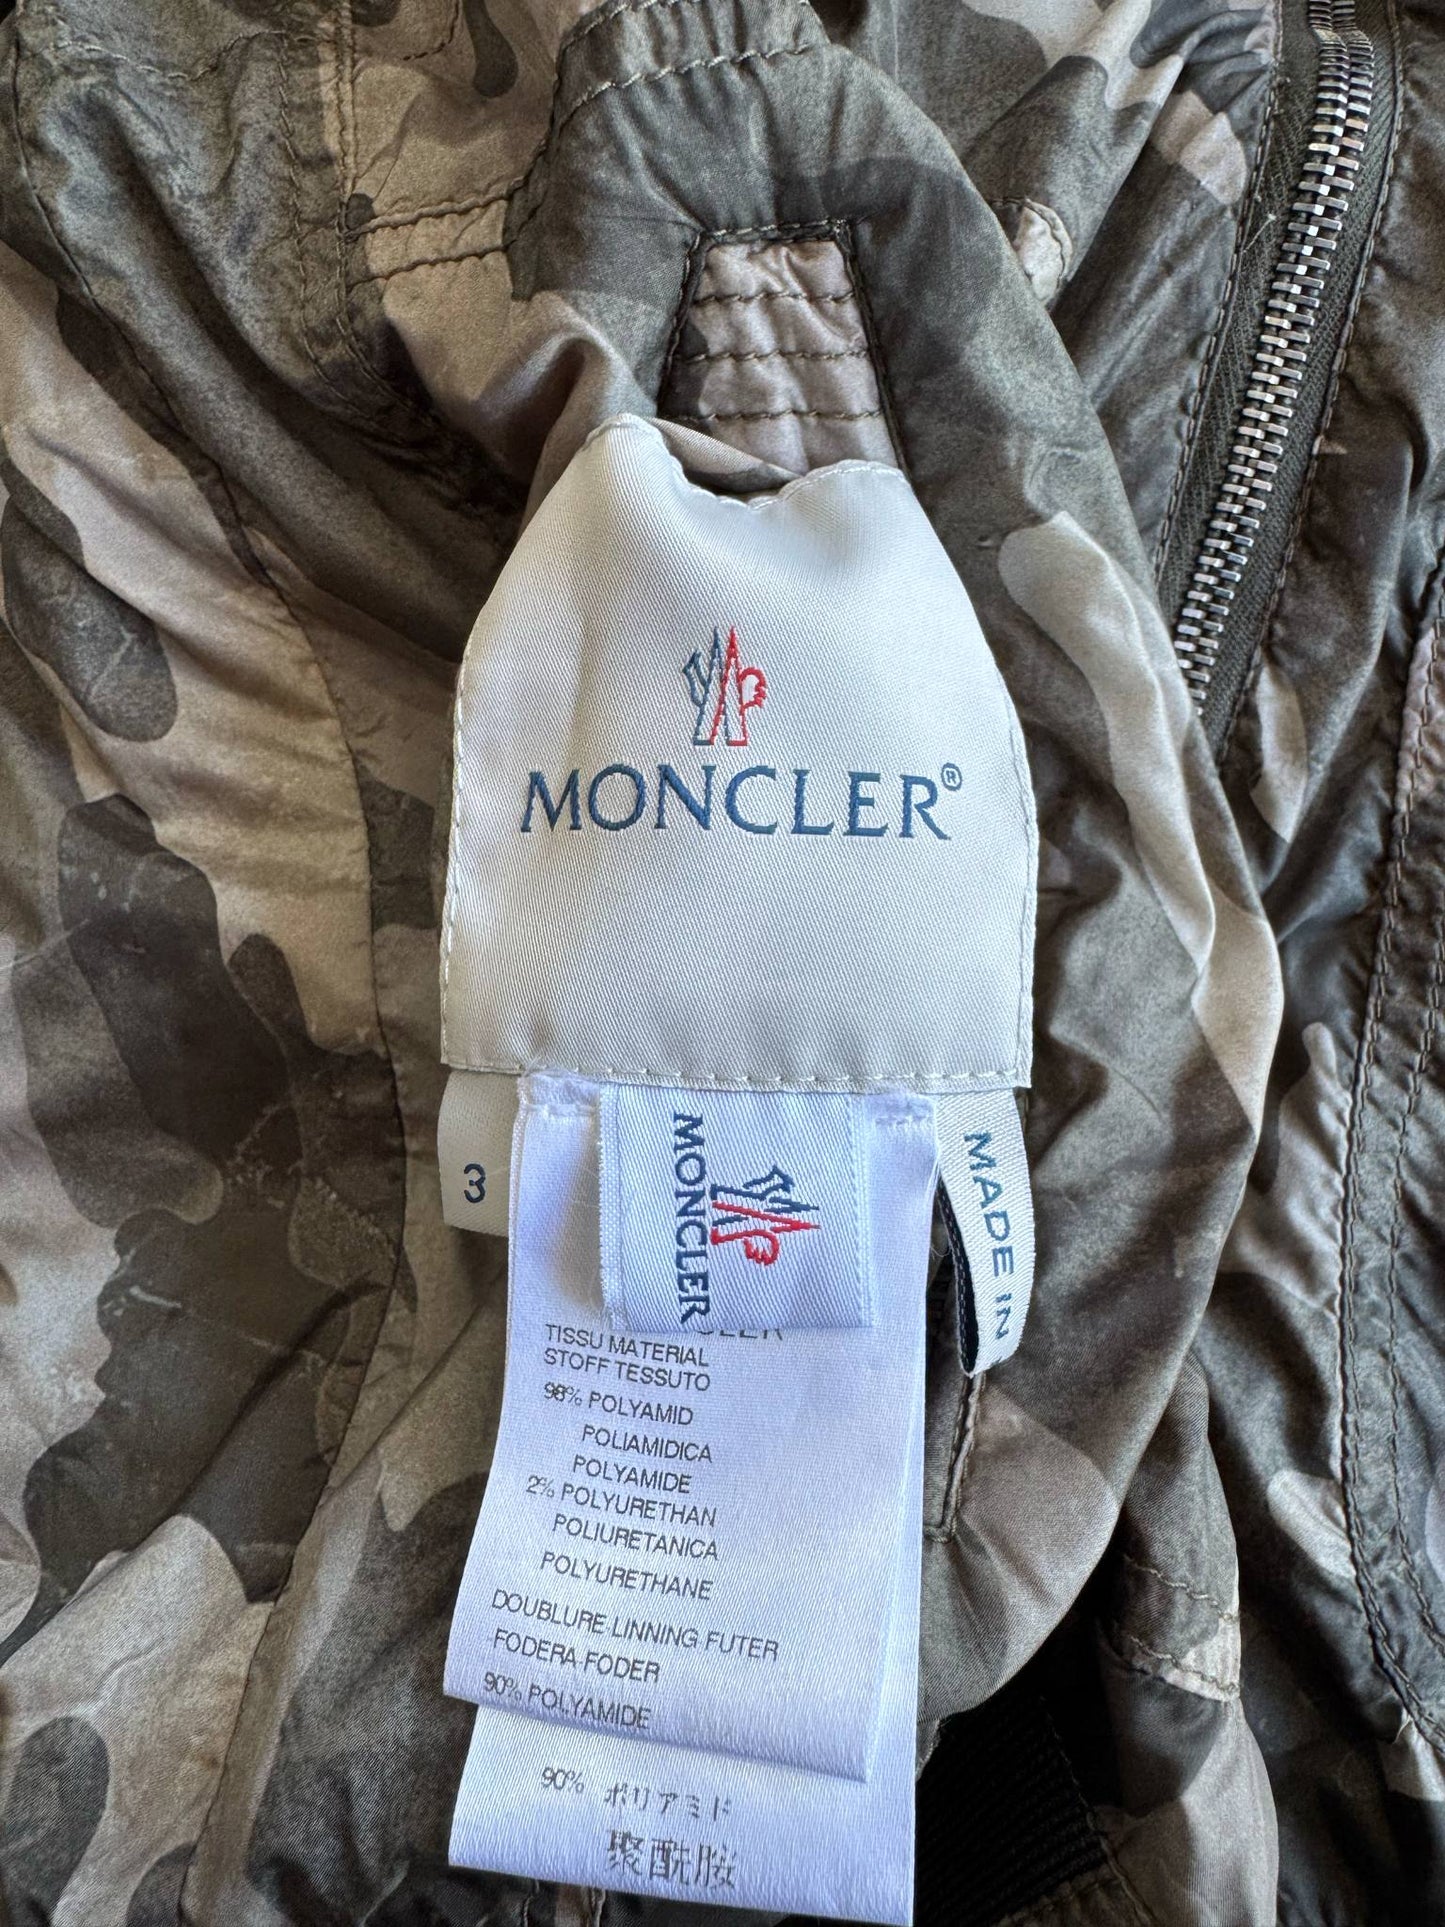 MONCLER®
3
MONCLER
MADE IN
TISSU MATERIAL
STOFF TESSUTO
98% POLYAMID
POLIAMIDICA
POLYAMIDE
2% POLYURETHAN
POLIURETANICA
POLYURETHANE
DOUBLURE LINNING FUTER
FODERA FODER
90% POLYAMIDE
90% ポリアミド
聚酰胺